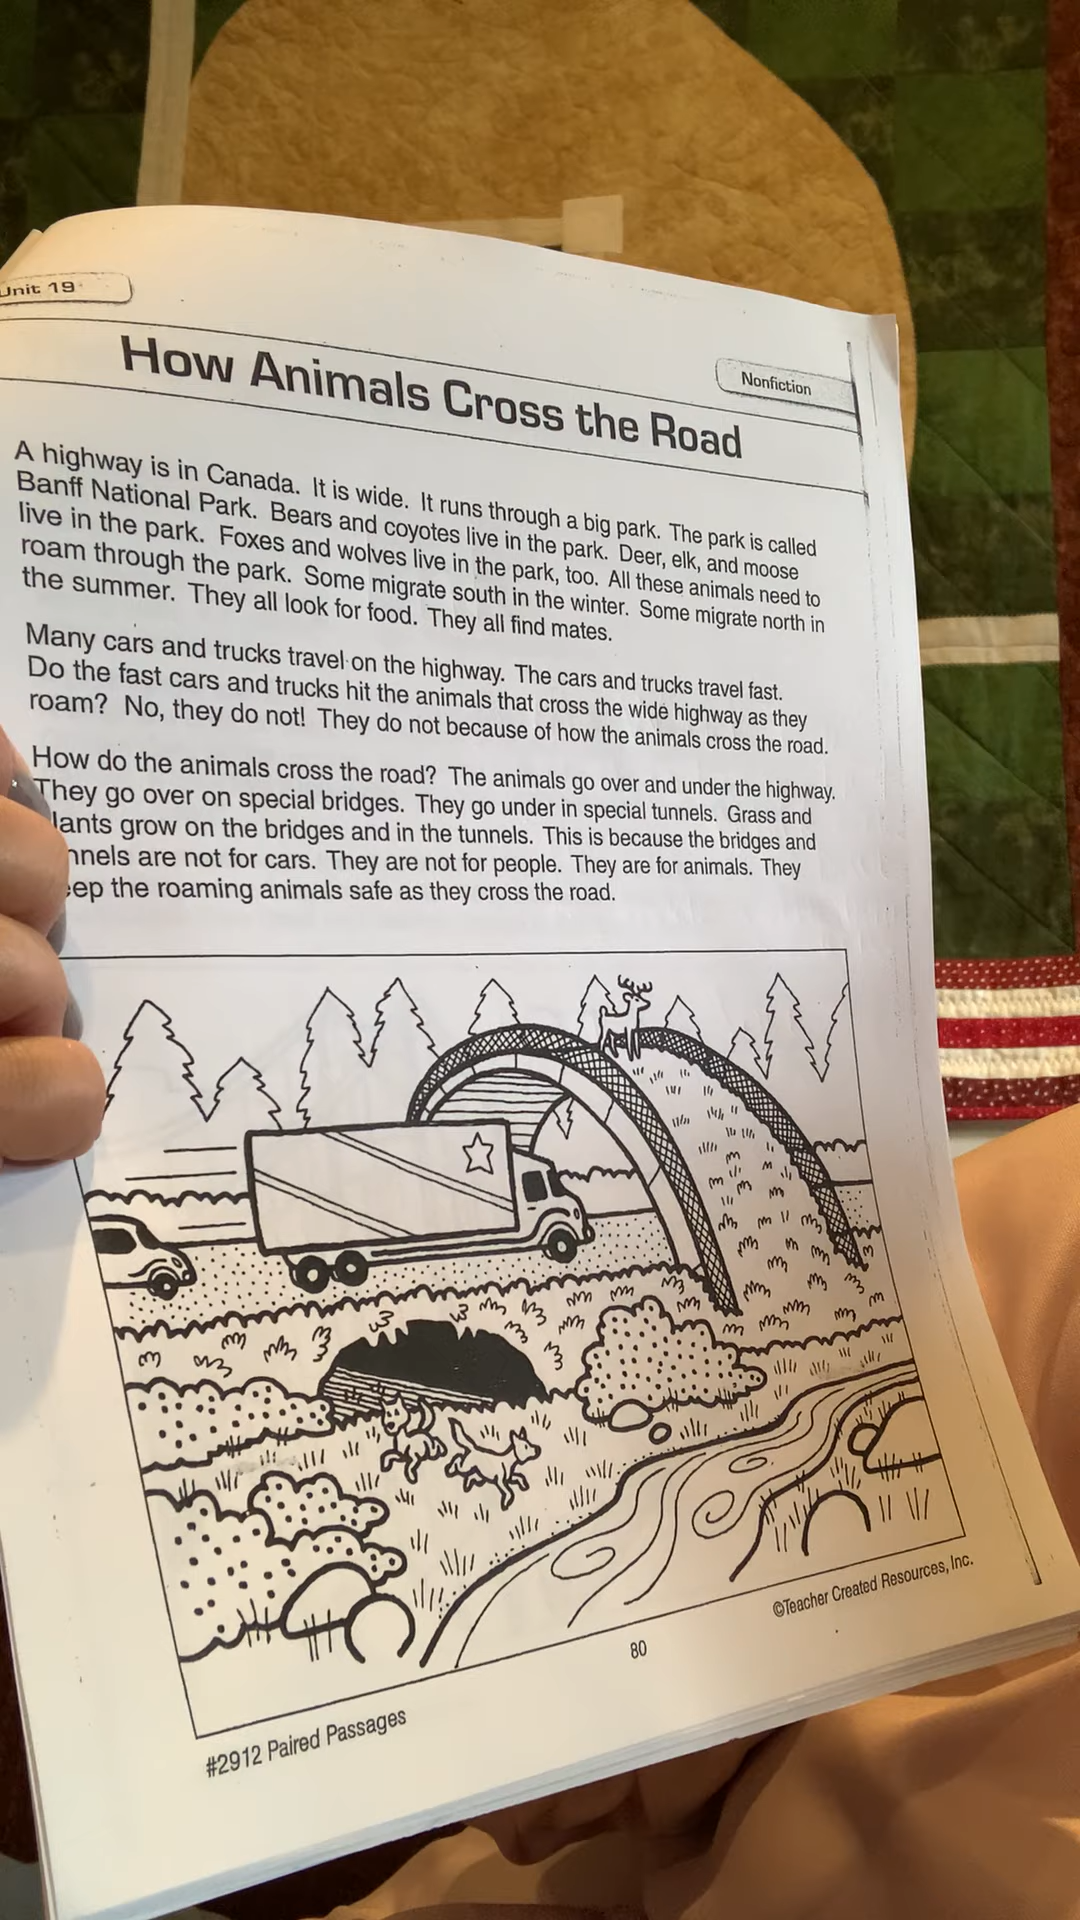 Unit 19
Nonfiction
How Animals Cross the Road
A highway is in Canada. It is wide. It runs through a big park. The park is called
Banff National Park. Bears and coyotes live in the park. Deer, elk, and moose
live in the park. Foxes and wolves live in the park, too. All these animals need to
roam through the park. Some migrate south in the winter. Some migrate north in
the summer. They all look for food. They all find mates.
Many cars and trucks travel on the highway. The cars and trucks travel fast.
Do the fast cars and trucks hit the animals that cross the wide highway as they
roam? No, they do not! They do not because of how the animals cross the road.
How do the animals cross the road? The animals go over and under the highway.
They go over on special bridges. They go under in special tunnels. Grass and
lants grow on the bridges and in the tunnels. This is because the bridges and
nnels are not for cars. They are not for people. They are for animals. They
eep the roaming animals safe as they cross the road.
©Teacher Created Resources, Inc.
80
#2912 Paired Passages